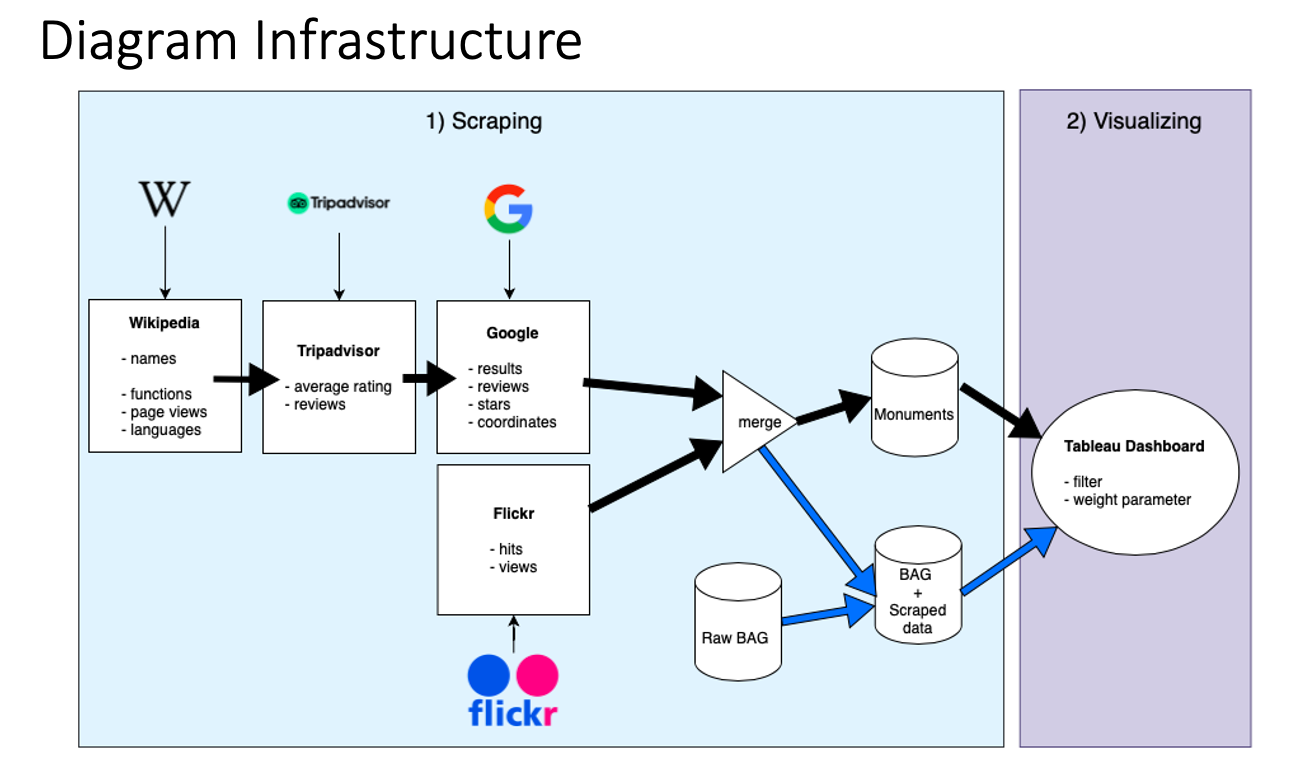 Diagram Infrastructure
1) Scraping
2) Visualizing
W
Tripadvisor
G
Wikipedia
- names
- functions
- page views
- languages
Tripadvisor
- average rating
- reviews
Google
- results
- reviews
- stars
- coordinates
Flickr
- hits
- views
flickr
merge
Monuments
Raw BAG
BAG
+
Scraped
data
Tableau Dashboard
- filter
- weight parameter